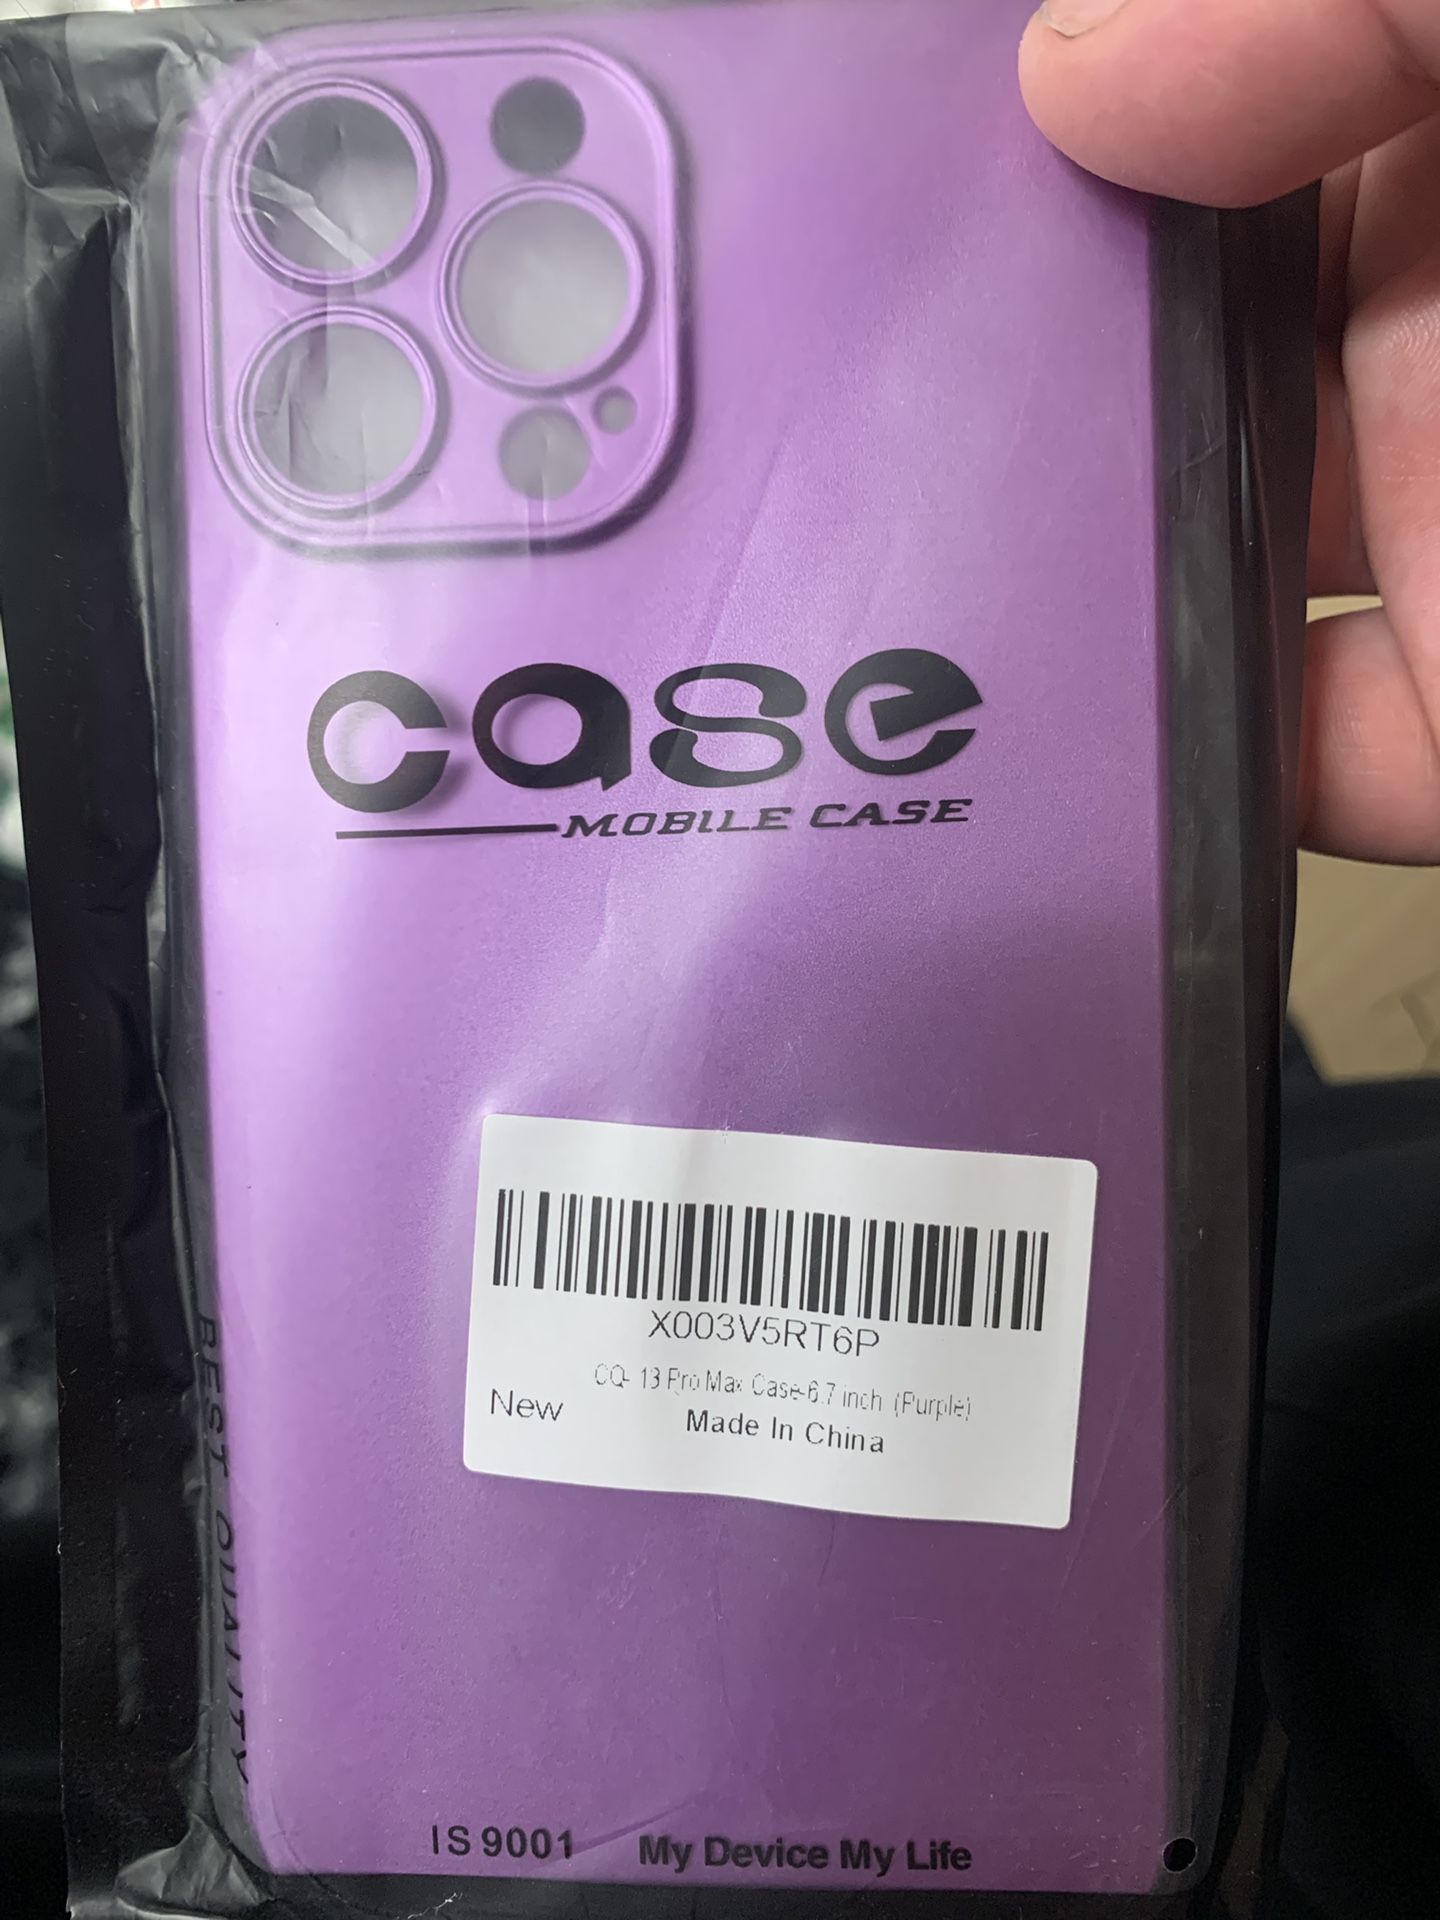 case
MOBILE CASE
X003V5RT6P
CQ- 13 Pro Max Case-6.7 inch (Purple)
New
Made In China
BEST QUALITY
IS 9001
My Device My Life